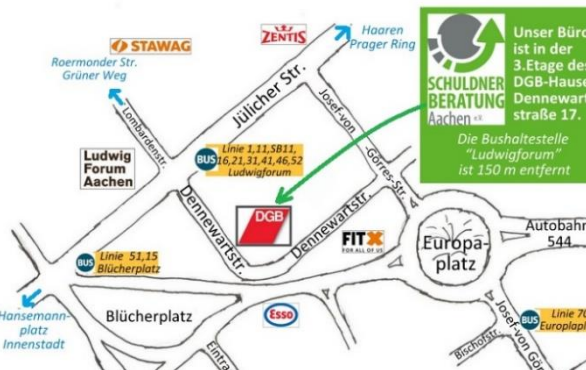 STAWAG
Roermonder Str.
Grüner Weg
ZENTIS
Haaren
Prager Ring
Lombardenstr.
Jülicher Str.
Josef-von
-Görres-Str.
SCHULDNER
BERATUNG
Aachen e.V.
Unser Büro
ist in der
3.Etage des
DGB-Hause
Dennewart
straße 17.
Die Bushaltestelle
"Ludwigforum"
ist 150 m entfernt
Ludwig
Forum
Aachen
BUS
Linie 1,11,SB11,
16,21,31,41,46,52
Ludwigforum
Dennewartstr.
DGB
Dennewartstr.
FITX
FOR ALL OF US
Europa-
platz
Autobahn
544
BUS
Linie 51,15
Blücherplatz
Hansemann-
platz
Innenstadt
Blücherplatz
Esso
BUS
Linie 70
Europlapl
Bischofstr.
Josef-von Gör
Eintra